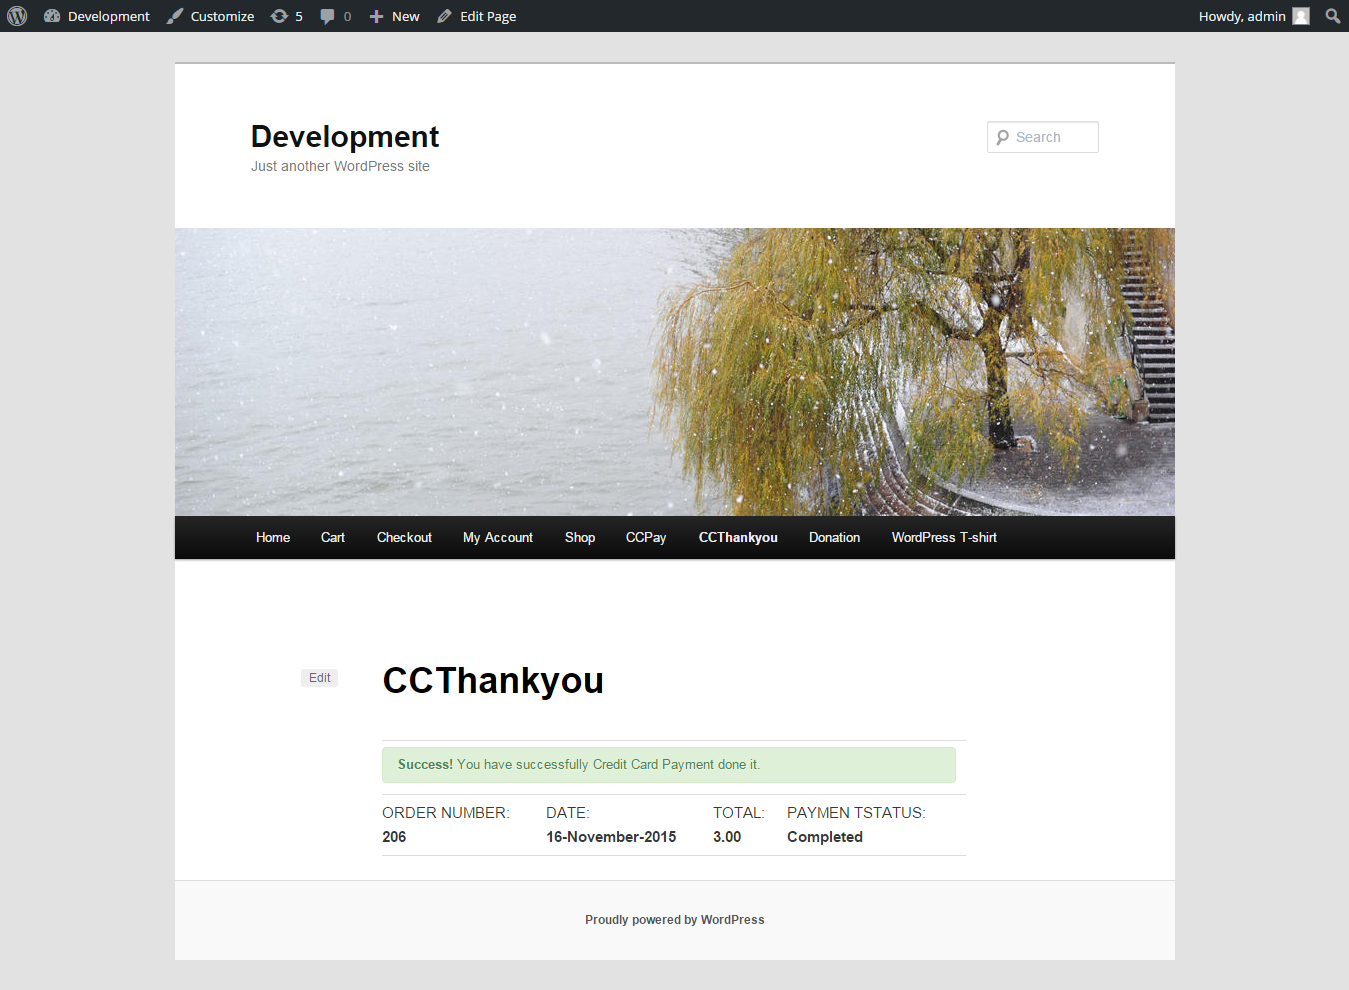 Development Customize 5 0 New Edit Page Howdy, admin
Development
Just another WordPress site
Search
Home Cart Checkout My Account Shop CCPay CCThankyou Donation WordPress T-shirt
Edit
CCThankyou
Success! You have successfully Credit Card Payment done it.
ORDER NUMBER: DATE: TOTAL: PAYMEN TSTATUS:
206 16-November-2015 3.00 Completed
Proudly powered by WordPress